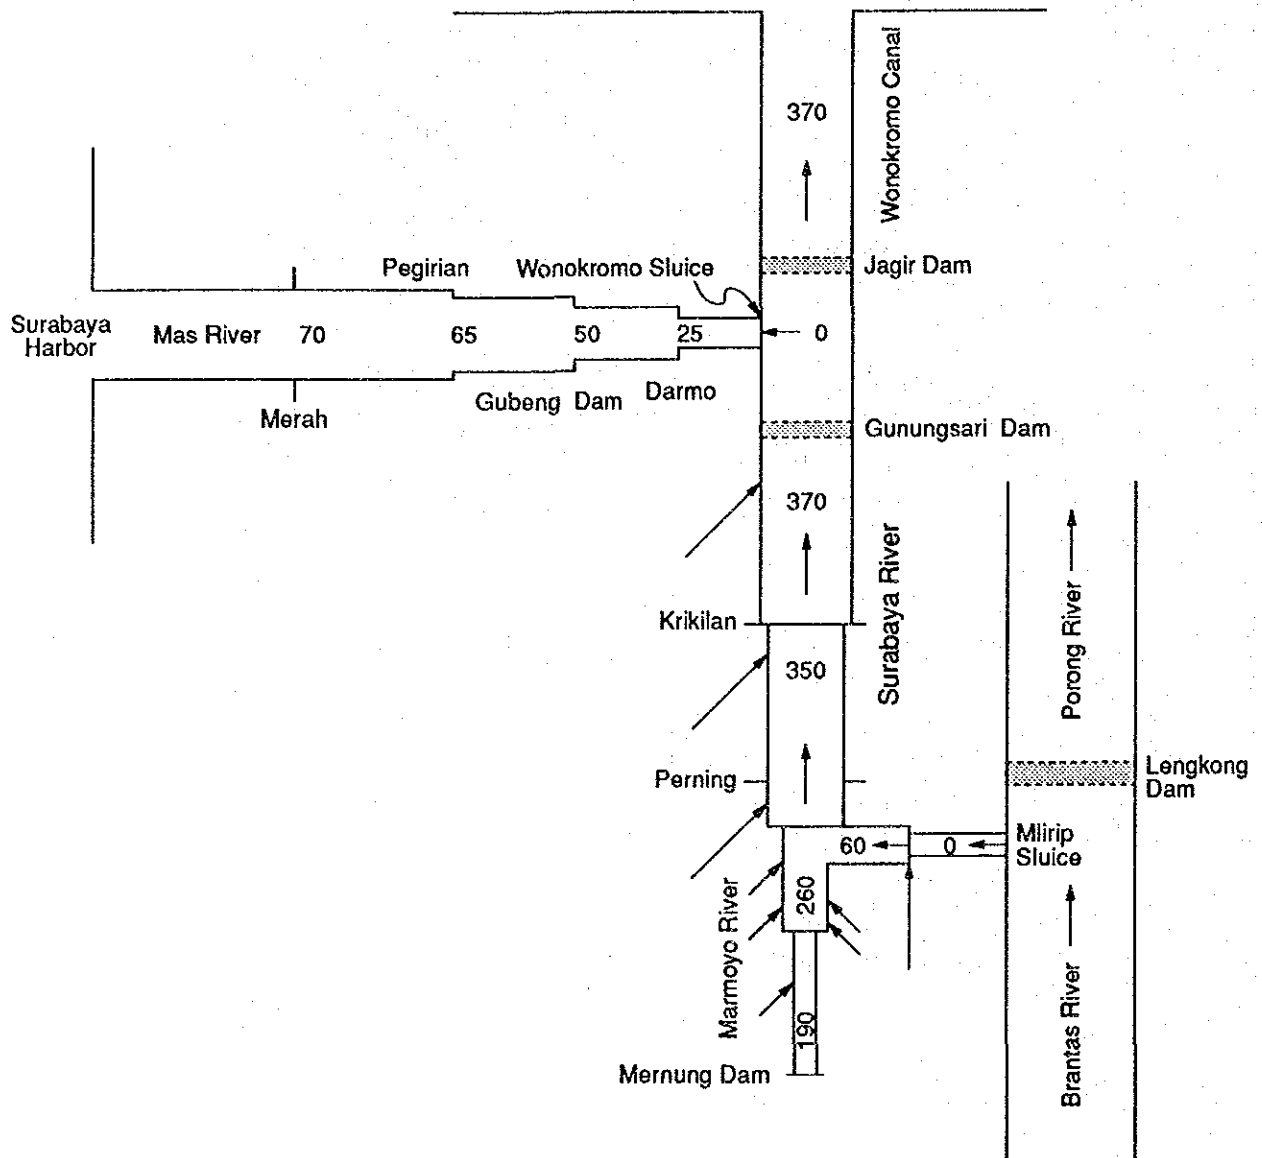 Wonokromo Canal
370
Jagir Dam
Pegirian
Wonokromo Sluice
Surabaya
Harbor
Mas River
70
65
50
25
0
Merah
Gubeng Dam
Darmo
Gunungsari Dam
370
Surabaya River
Krikilan
350
Porong River
Perning
Lengkong
Dam
60
0
Mlirip
Sluice
260
Marmoyo River
190
Brantas River
Mernung Dam